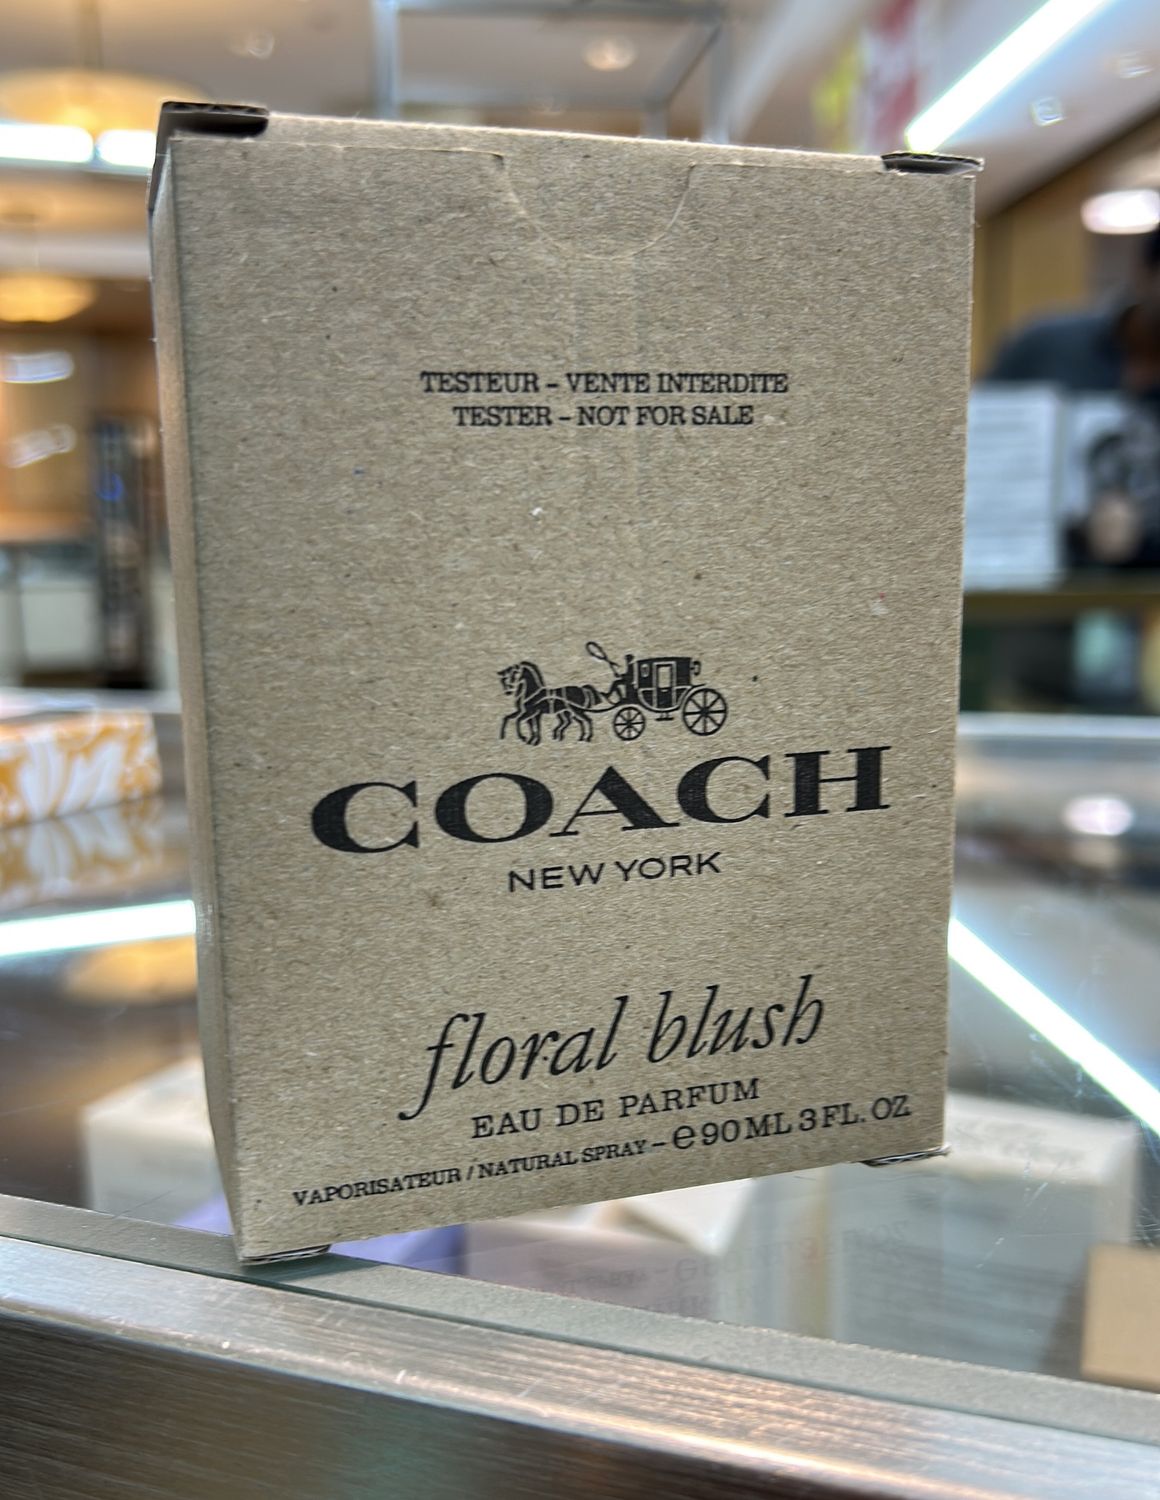 TESTEUR – VENTE INTERDITE
TESTER – NOT FOR SALE
COACH
NEW YORK
floral blush
EAU DE PARFUM
VAPORISATEUR / NATURAL SPRAY – ℮ 90 ML 3 FL. OZ